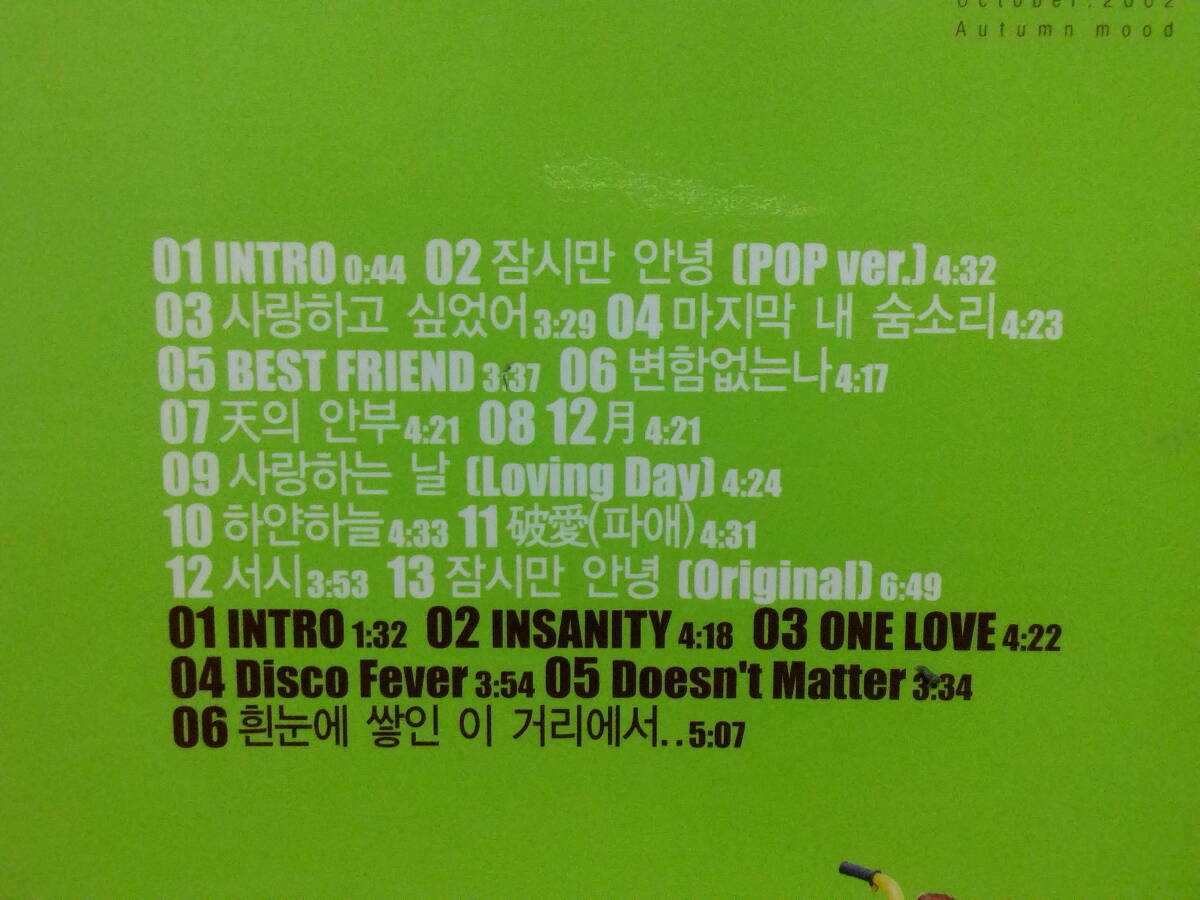 October.2002
Autumn mood
01 INTRO 0:44 02 잠시만 안녕 (POP ver.) 4:32
03 사랑하고 싶었어 3:29 04 마지막 내 숨소리 4:23
05 BEST FRIEND 3:37 06 변함없는나 4:17
07 天의 안부 4:21 08 12月 4:21
09 사랑하는 날 (Loving Day) 4:24
10 하얀하늘 4:33 11 破愛(파애) 4:31
12 서시 3:53 13 잠시만 안녕 (Original) 6:49
01 INTRO 1:32 02 INSANITY 4:18 03 ONE LOVE 4:22
04 Disco Fever 3:54 05 Doesn't Matter 3:34
06 흰눈에 쌓인 이 거리에서.. 5:07